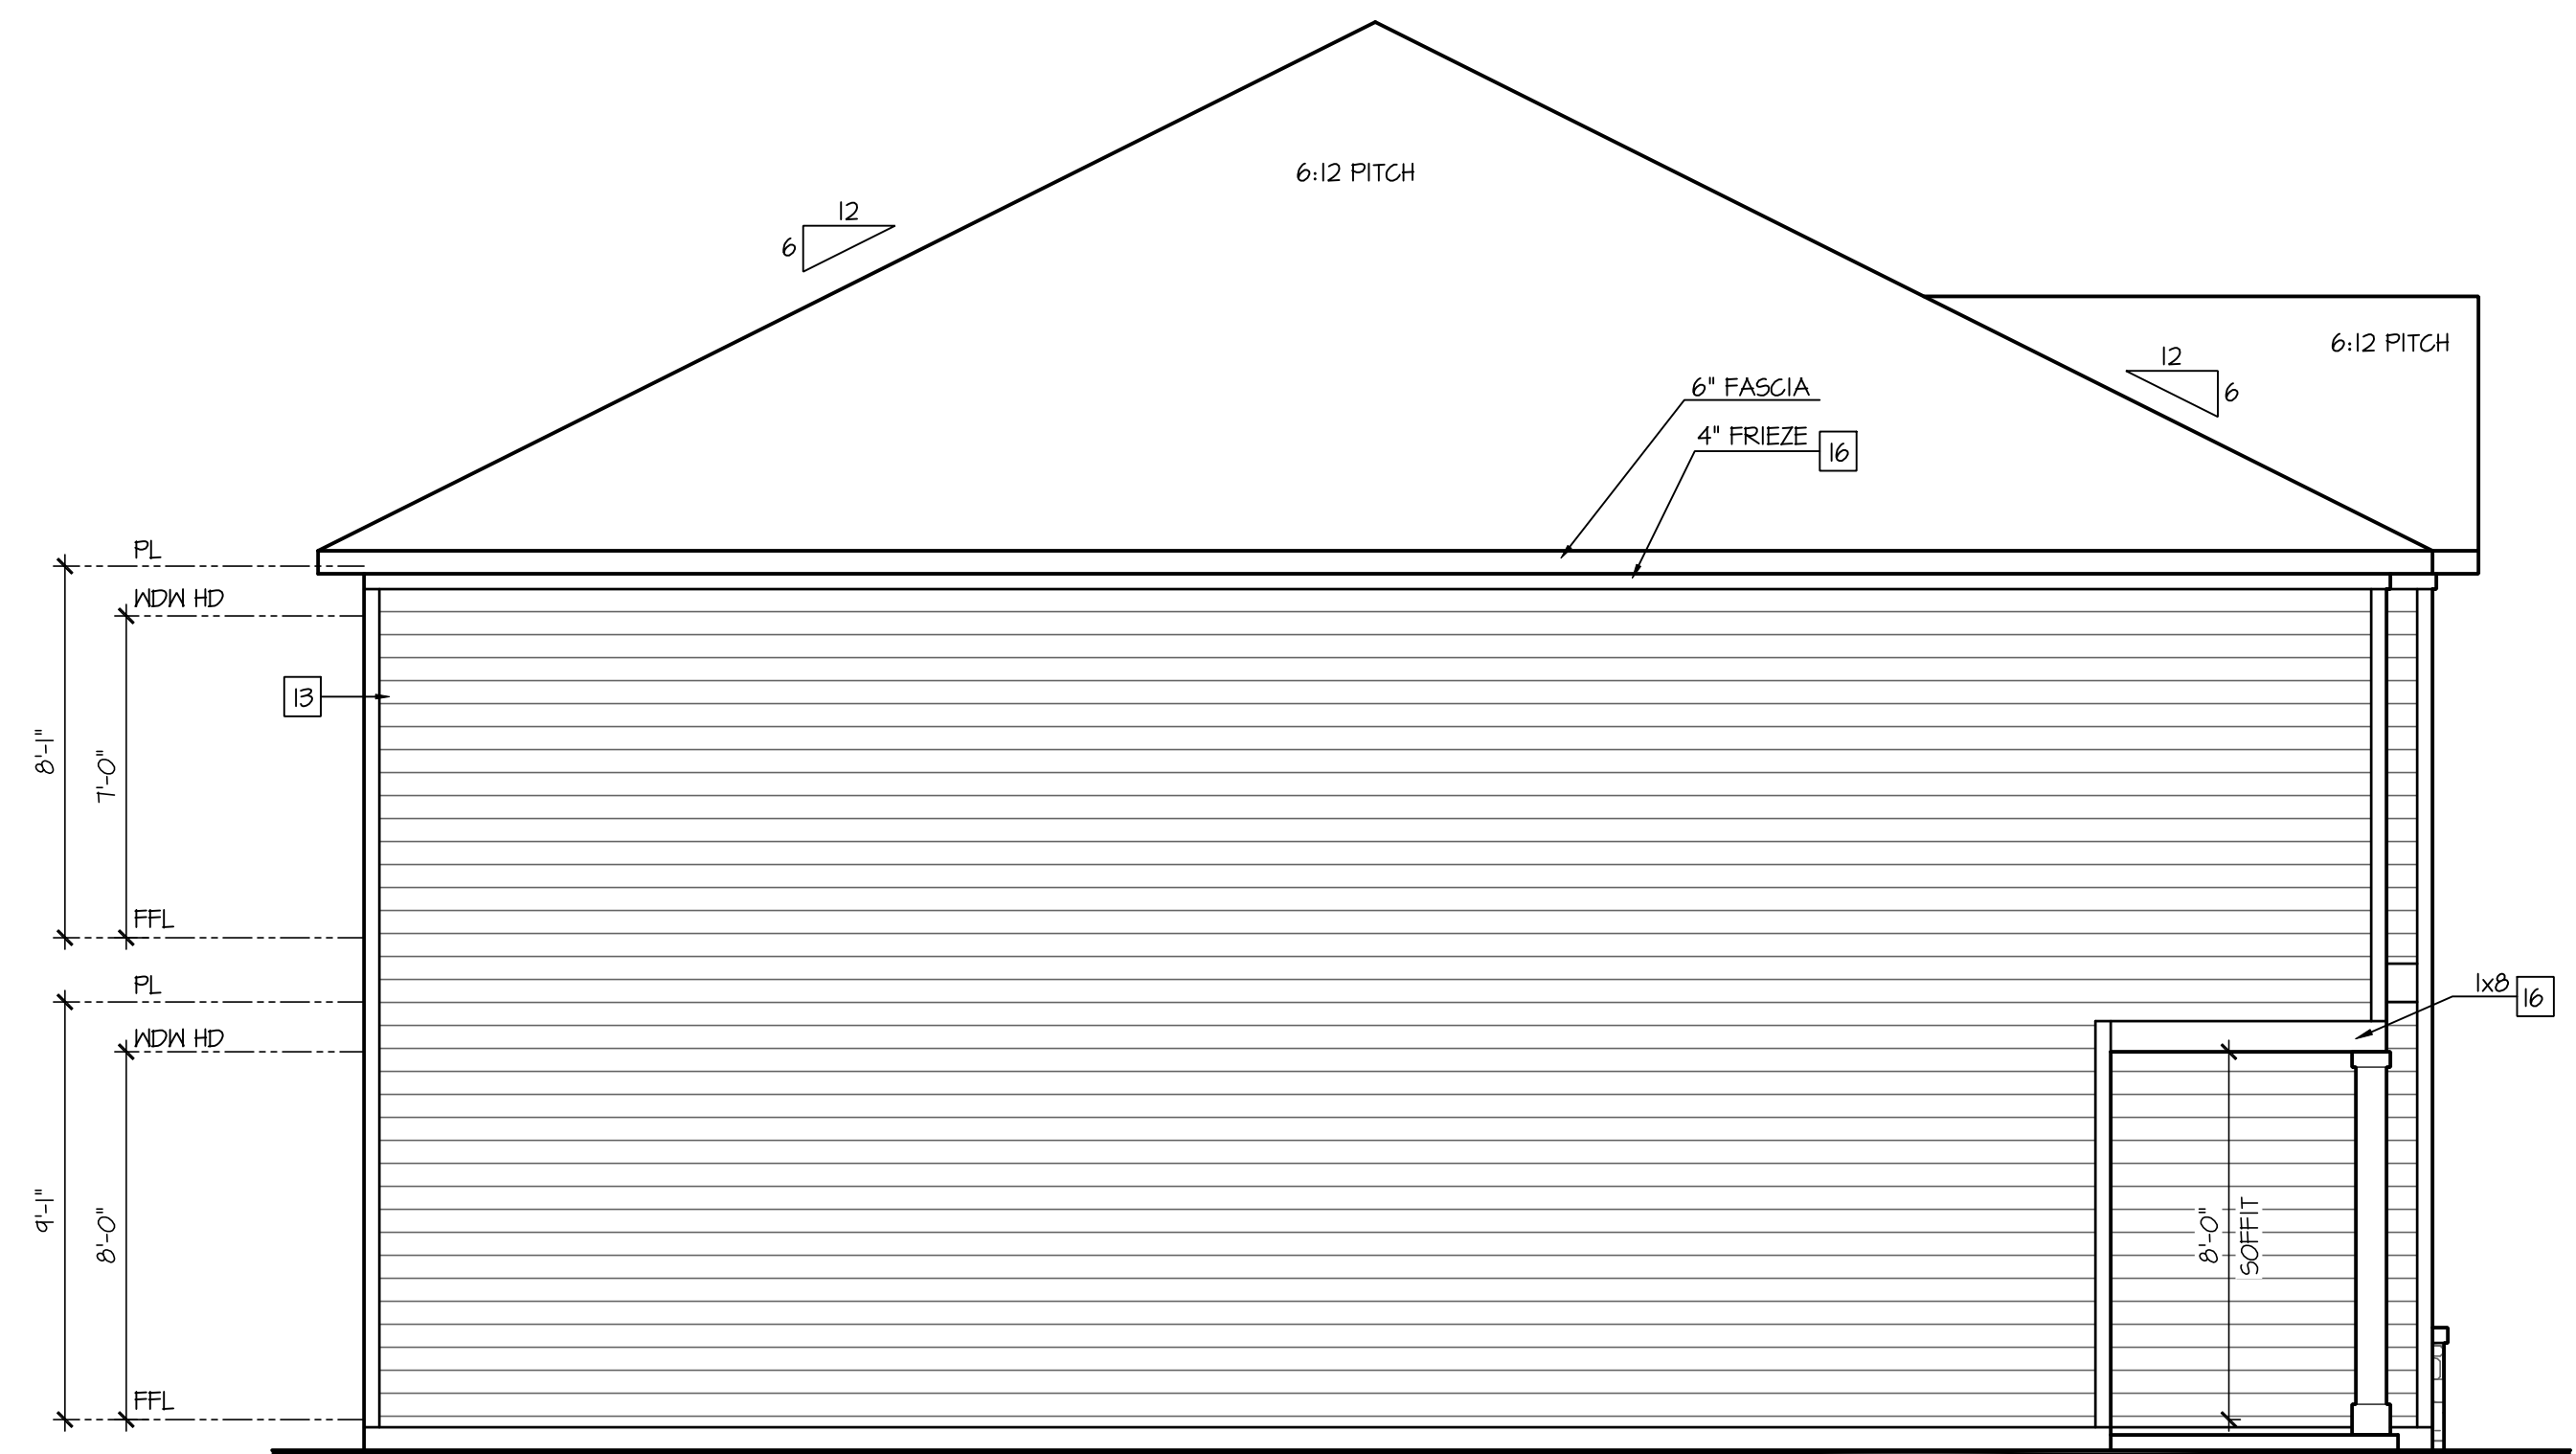 6:12 PITCH
12
6
6:12 PITCH
12
6
6" FASCIA
4" FRIEZE 16
PL
WDW HD
13
8'-1"
7'-0"
FFL
PL
1x8 16
WDW HD
9'-1"
8'-0"
8'-0"
SOFFIT
FFL